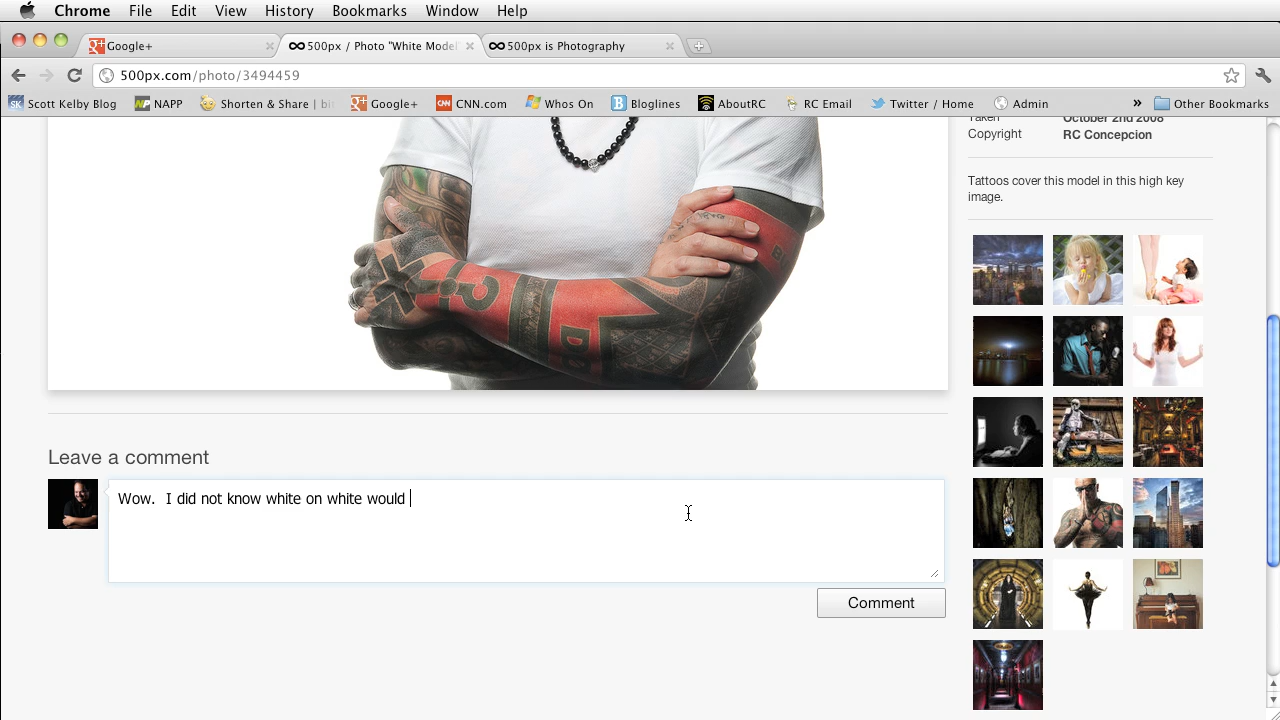 Chrome File Edit View History Bookmarks Window Help
Google+
500px / Photo "White Model
500px is Photography
500px.com/photo/3494459
Scott Kelby Blog NAPP Shorten & Share | bi Google+ CNN.com Whos On Bloglines AboutRC RC Email Twitter / Home Admin » Other Bookmarks
Taken October 2nd 2008
Copyright RC Concepcion
Tattoos cover this model in this high key
image.
Leave a comment
Wow. I did not know white on white would
Comment